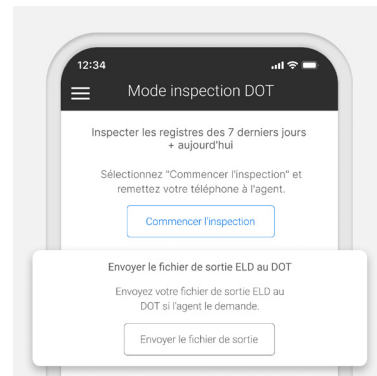 12:34
Mode inspection DOT
Inspecter les registres des 7 derniers jours
+ aujourd'hui
Sélectionnez "Commencer l'inspection" et
remettez votre téléphone à l'agent.
Commencer l'inspection
Envoyer le fichier de sortie ELD au DOT
Envoyez votre fichier de sortie ELD au
DOT si l'agent le demande.
Envoyer le fichier de sortie